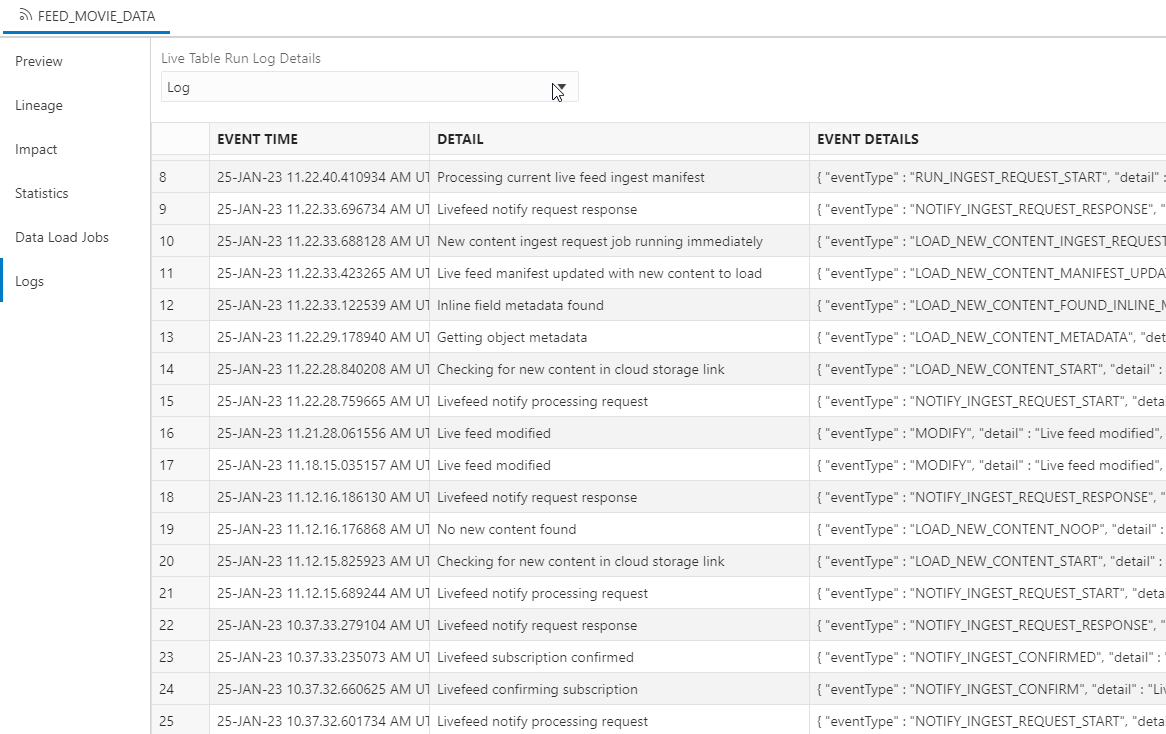 FEED_MOVIE_DATA
Preview
Lineage
Impact
Statistics
Data Load Jobs
Logs
Live Table Run Log Details
Log
EVENT TIME DETAIL EVENT DETAILS
8 25-JAN-23 11.22.40.410934 AM UT Processing current live feed ingest manifest { "eventType" : "RUN_INGEST_REQUEST_START", "detail" :
9 25-JAN-23 11.22.33.696734 AM UT Livefeed notify request response { "eventType" : "NOTIFY_INGEST_REQUEST_RESPONSE", "
10 25-JAN-23 11.22.33.688128 AM UT New content ingest request job running immediately { "eventType" : "LOAD_NEW_CONTENT_INGEST_REQUEST
11 25-JAN-23 11.22.33.423265 AM UT Live feed manifest updated with new content to load { "eventType" : "LOAD_NEW_CONTENT_MANIFEST_UPDA
12 25-JAN-23 11.22.33.122539 AM UT Inline field metadata found { "eventType" : "LOAD_NEW_CONTENT_FOUND_INLINE_M
13 25-JAN-23 11.22.29.178940 AM UT Getting object metadata { "eventType" : "LOAD_NEW_CONTENT_METADATA", "det
14 25-JAN-23 11.22.28.840208 AM UT Checking for new content in cloud storage link { "eventType" : "LOAD_NEW_CONTENT_START", "detail" :
15 25-JAN-23 11.22.28.759665 AM UT Livefeed notify processing request { "eventType" : "NOTIFY_INGEST_REQUEST_START", "deta
16 25-JAN-23 11.21.28.061556 AM UT Live feed modified { "eventType" : "MODIFY", "detail" : "Live feed modified",
17 25-JAN-23 11.18.15.035157 AM UT Live feed modified { "eventType" : "MODIFY", "detail" : "Live feed modified",
18 25-JAN-23 11.12.16.186130 AM UT Livefeed notify request response { "eventType" : "NOTIFY_INGEST_REQUEST_RESPONSE", "
19 25-JAN-23 11.12.16.176868 AM UT No new content found { "eventType" : "LOAD_NEW_CONTENT_NOOP", "detail" :
20 25-JAN-23 11.12.15.825923 AM UT Checking for new content in cloud storage link { "eventType" : "LOAD_NEW_CONTENT_START", "detail" :
21 25-JAN-23 11.12.15.689244 AM UT Livefeed notify processing request { "eventType" : "NOTIFY_INGEST_REQUEST_START", "deta
22 25-JAN-23 10.37.33.279104 AM UT Livefeed notify request response { "eventType" : "NOTIFY_INGEST_REQUEST_RESPONSE", "
23 25-JAN-23 10.37.33.235073 AM UT Livefeed subscription confirmed { "eventType" : "NOTIFY_INGEST_CONFIRMED", "detail" : "
24 25-JAN-23 10.37.32.660625 AM UT Livefeed confirming subscription { "eventType" : "NOTIFY_INGEST_CONFIRM", "detail" : "Liv
25 25-JAN-23 10.37.32.601734 AM UT Livefeed notify processing request { "eventType" : "NOTIFY_INGEST_REQUEST_START", "deta